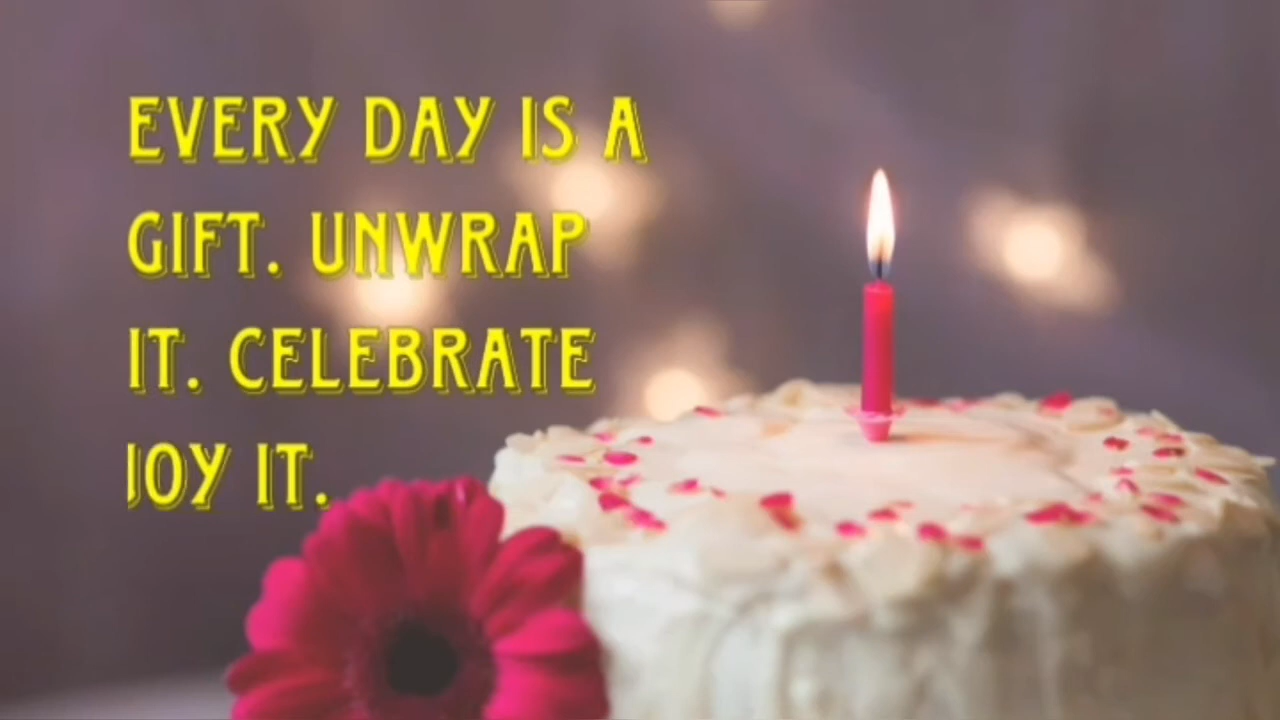 EVERY DAY IS A
GIFT. UNWRAP
IT. CELEBRATE
JOY IT.